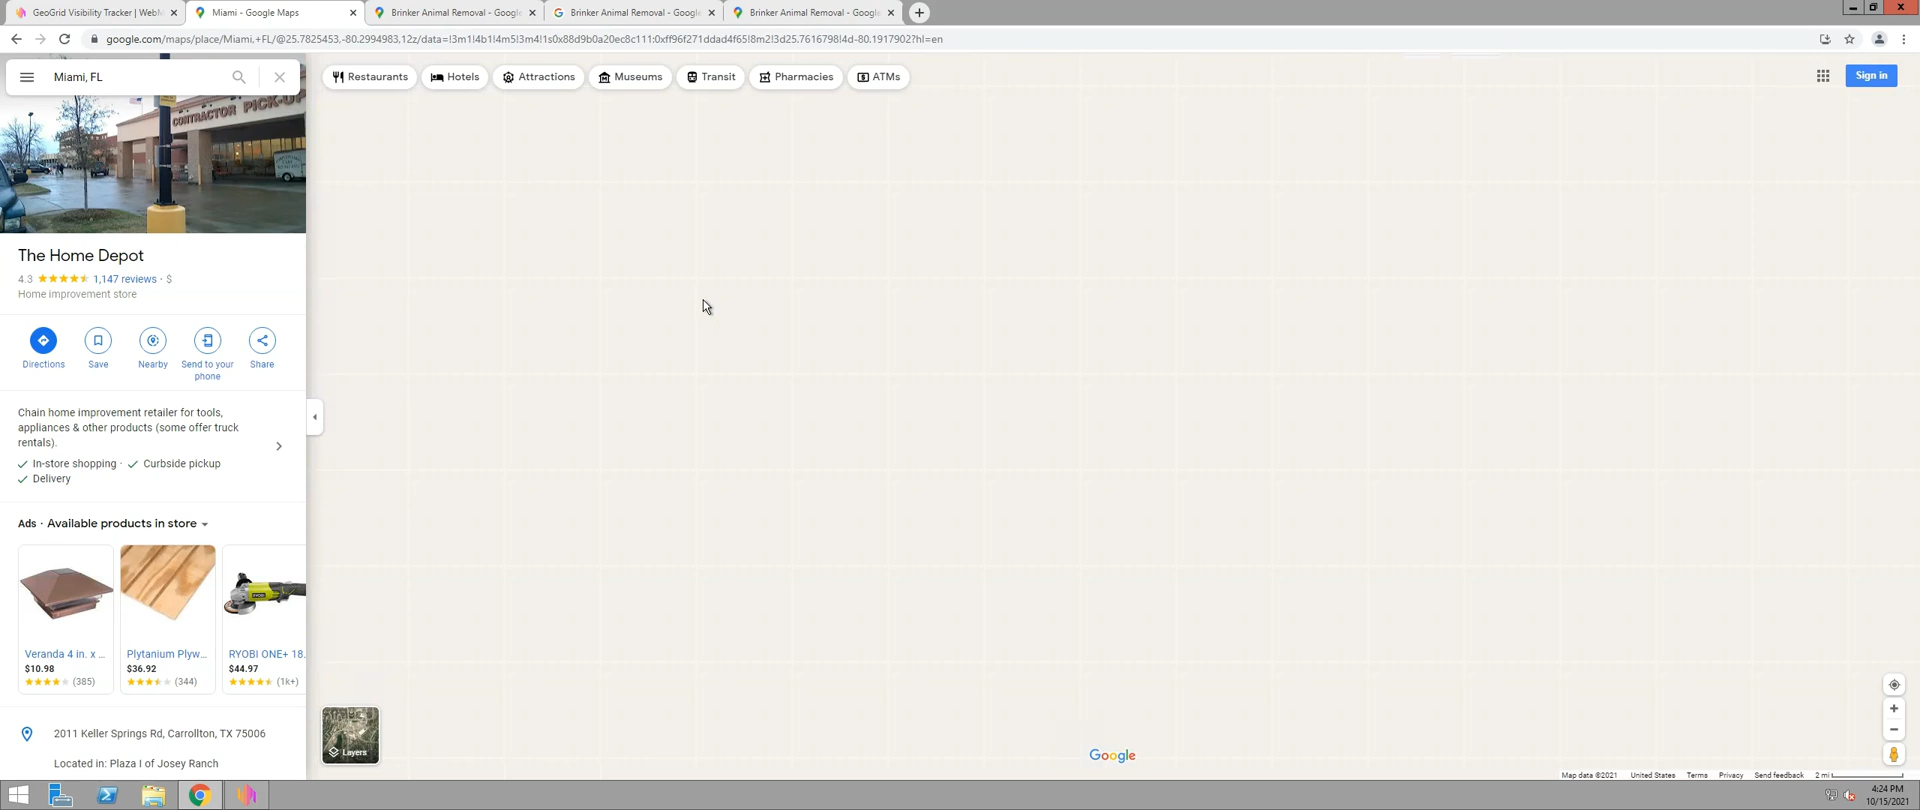 GeoGrid Visibility Tracker | WebM
Miami - Google Maps
Brinker Animal Removal - Google
Brinker Animal Removal - Google
Brinker Animal Removal - Google
google.com/maps/place/Miami,+FL/@25.7825453,-80.2994983,12z/data=!3m1!4b1!4m5!3m4!1s0x88d9b0a20ec8c111:0xff96f271ddad4f65!8m2!3d25.7616798!4d-80.1917902?hl=en
Miami, FL
Restaurants
Hotels
Attractions
Museums
Transit
Pharmacies
ATMs
Sign in
CONTRACTOR PICK-UP
The Home Depot
4.3 1,147 reviews · $
Home improvement store
Directions
Save
Nearby
Send to your
phone
Share
Chain home improvement retailer for tools,
appliances & other products (some offer truck
rentals).
In-store shopping · Curbside pickup
Delivery
Ads · Available products in store
Veranda 4 in. x ...
Plytanium Plyw...
RYOBI ONE+ 18.
$10.98
$36.92
$44.97
(385)
(344)
(1k+)
2011 Keller Springs Rd, Carrollton, TX 75006
Located in: Plaza I of Josey Ranch
Layers
Google
Map data ©2021 United States Terms Privacy Send feedback 2 mi
4:24 PM
10/15/2021